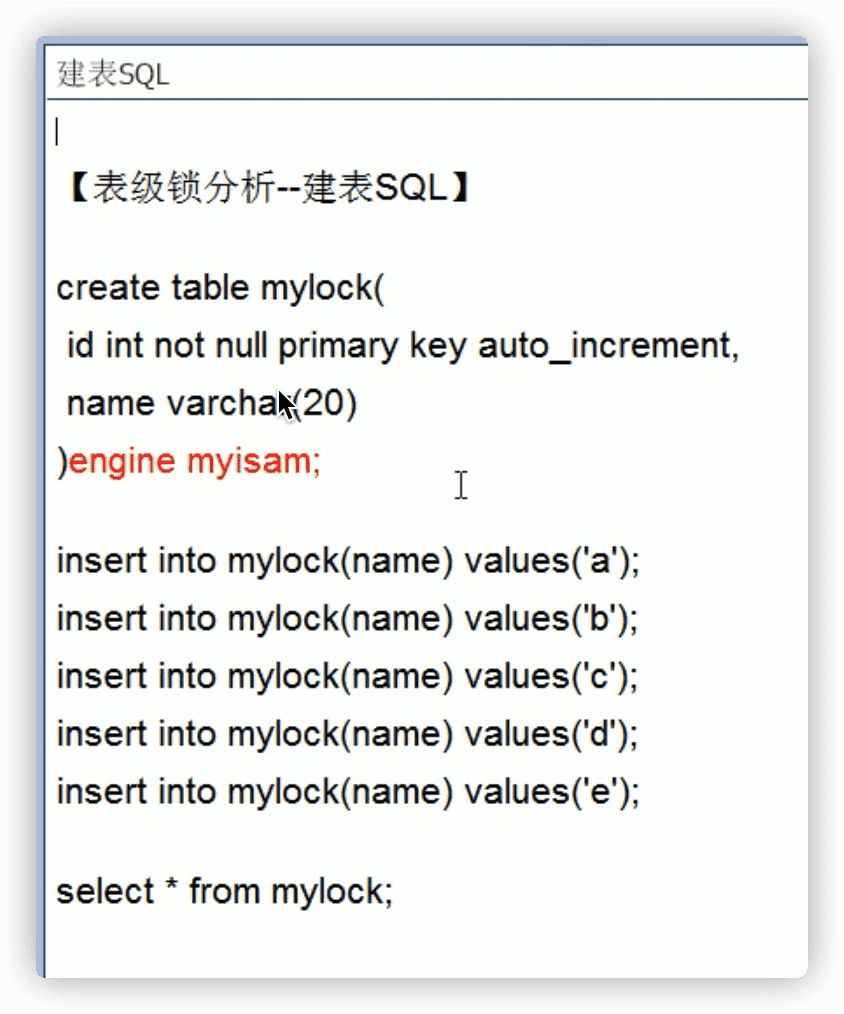 建表SQL
【表级锁分析--建表SQL】
create table mylock(
id int not null primary key auto_increment,
name varchar(20)
)engine myisam;
insert into mylock(name) values('a');
insert into mylock(name) values('b');
insert into mylock(name) values('c');
insert into mylock(name) values('d');
insert into mylock(name) values('e');
select * from mylock;